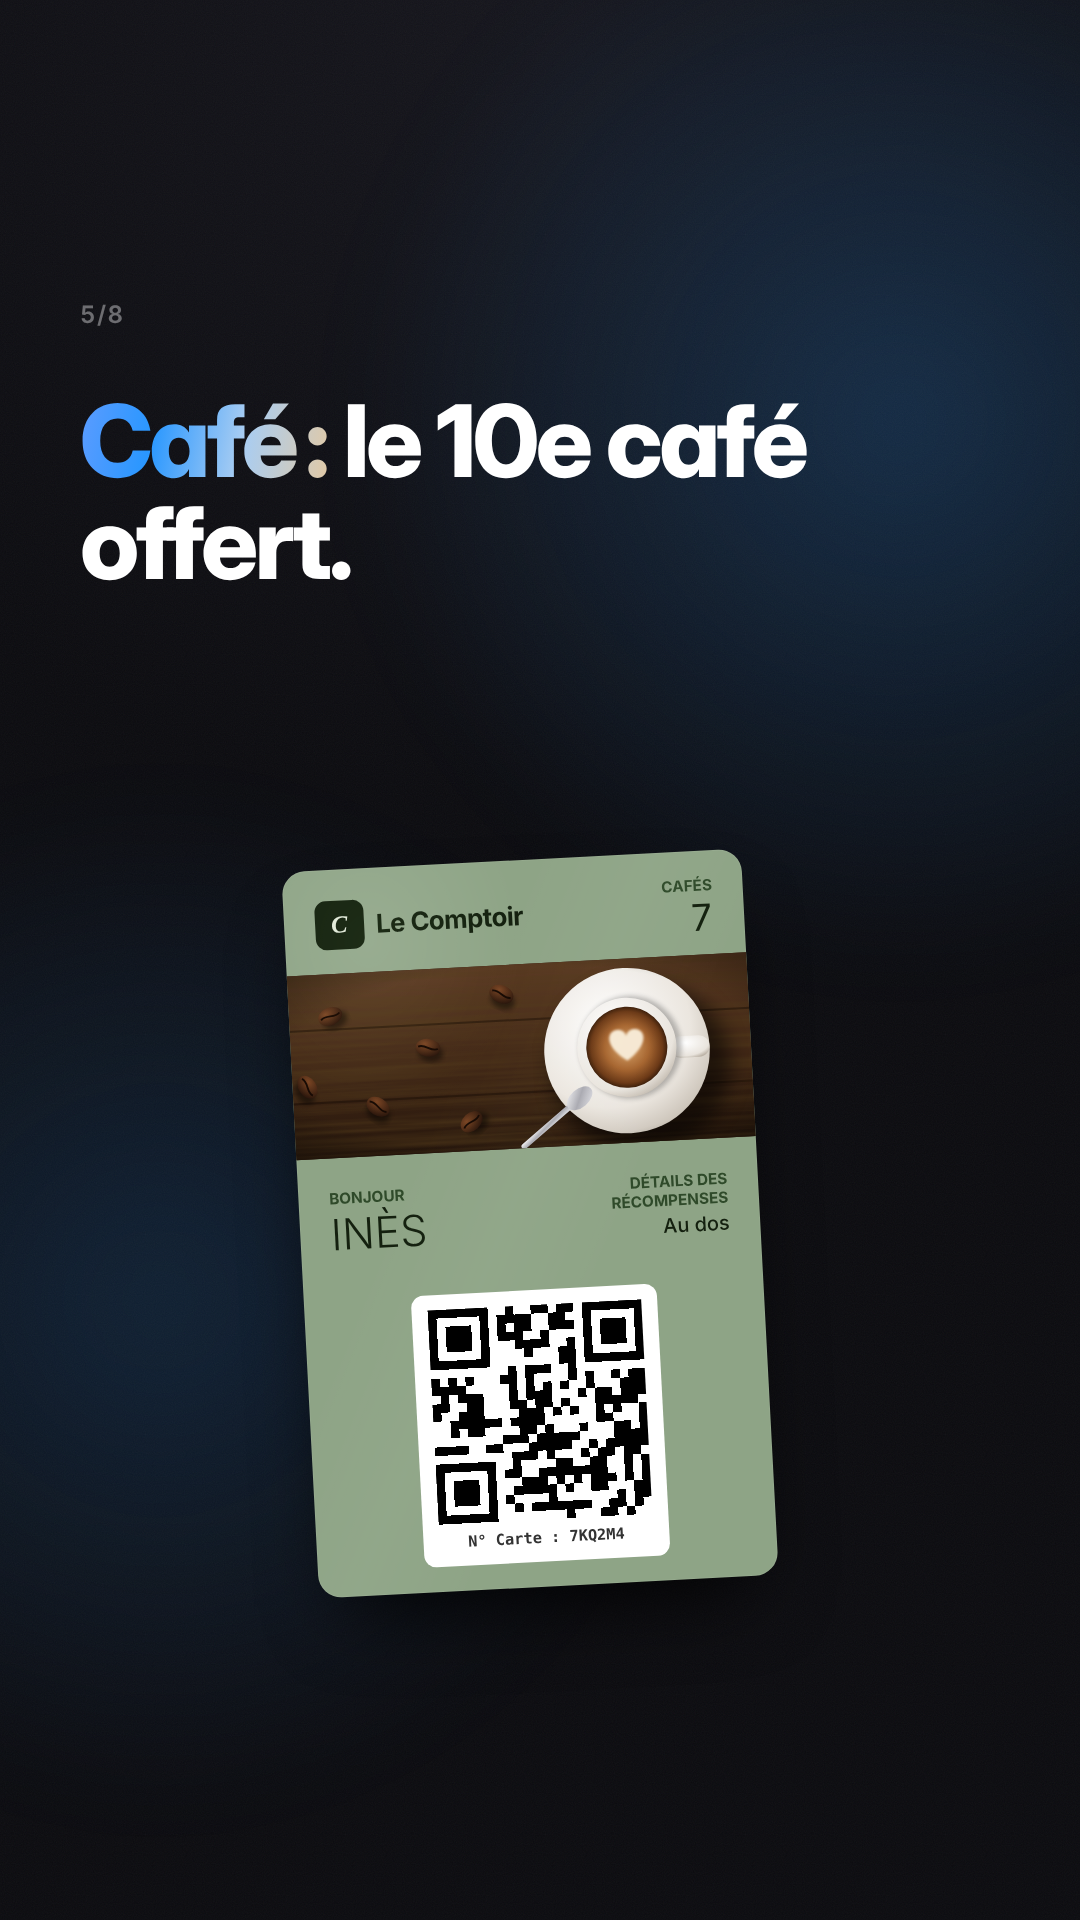 5/8
Café : le 10e café
offert.
C
Le Comptoir
CAFÉS
7
BONJOUR
INÈS
DÉTAILS DES
RÉCOMPENSES
Au dos
N° Carte : 7KQ2M4